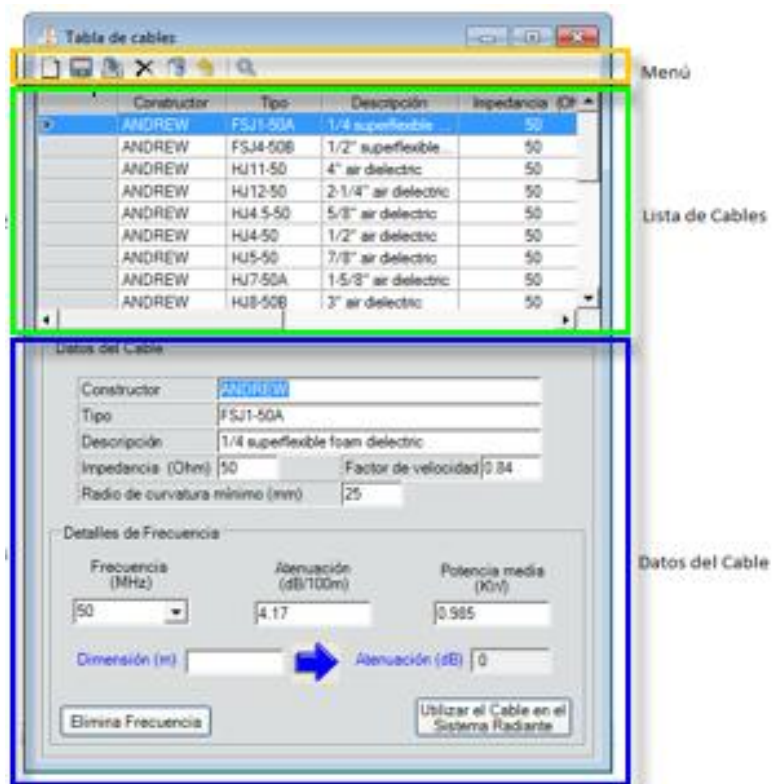 Tabla de cables
Menú
Constructor Tipo Descripción Impedancia (Oh
ANDREW FSJ1-50A 1/4 superflexible ... 50
ANDREW FSJ4-50B 1/2" superflexible 50
ANDREW HJ11-50 4" air dielectric 50
ANDREW HJ12-50 2-1/4" air dielectric 50
ANDREW HJ4.5-50 5/8" air dielectric 50
ANDREW HJ4-50 1/2" air dielectric 50
ANDREW HJ5-50 7/8" air dielectric 50
ANDREW HJ7-50A 1-5/8" air dielectric 50
ANDREW HJ8-50B 3" air dielectric 50
Lista de Cables
Datos del Cable
Constructor ANDREW
Tipo FSJ1-50A
Descripción 1/4 superflexible foam dielectric
Impedancia (Ohm) 50 Factor de velocidad 0.84
Radio de curvatura mínimo (mm) 25
Detalles de Frecuencia
Frecuencia (MHz)
Atenuación (dB/100m)
Potencia media
50 4.17 0.985
Dimensión (m) Atenuación (dB) 0
Elimina Frecuencia
Utilizar el Cable en el
Sistema Radiante
Datos del Cable